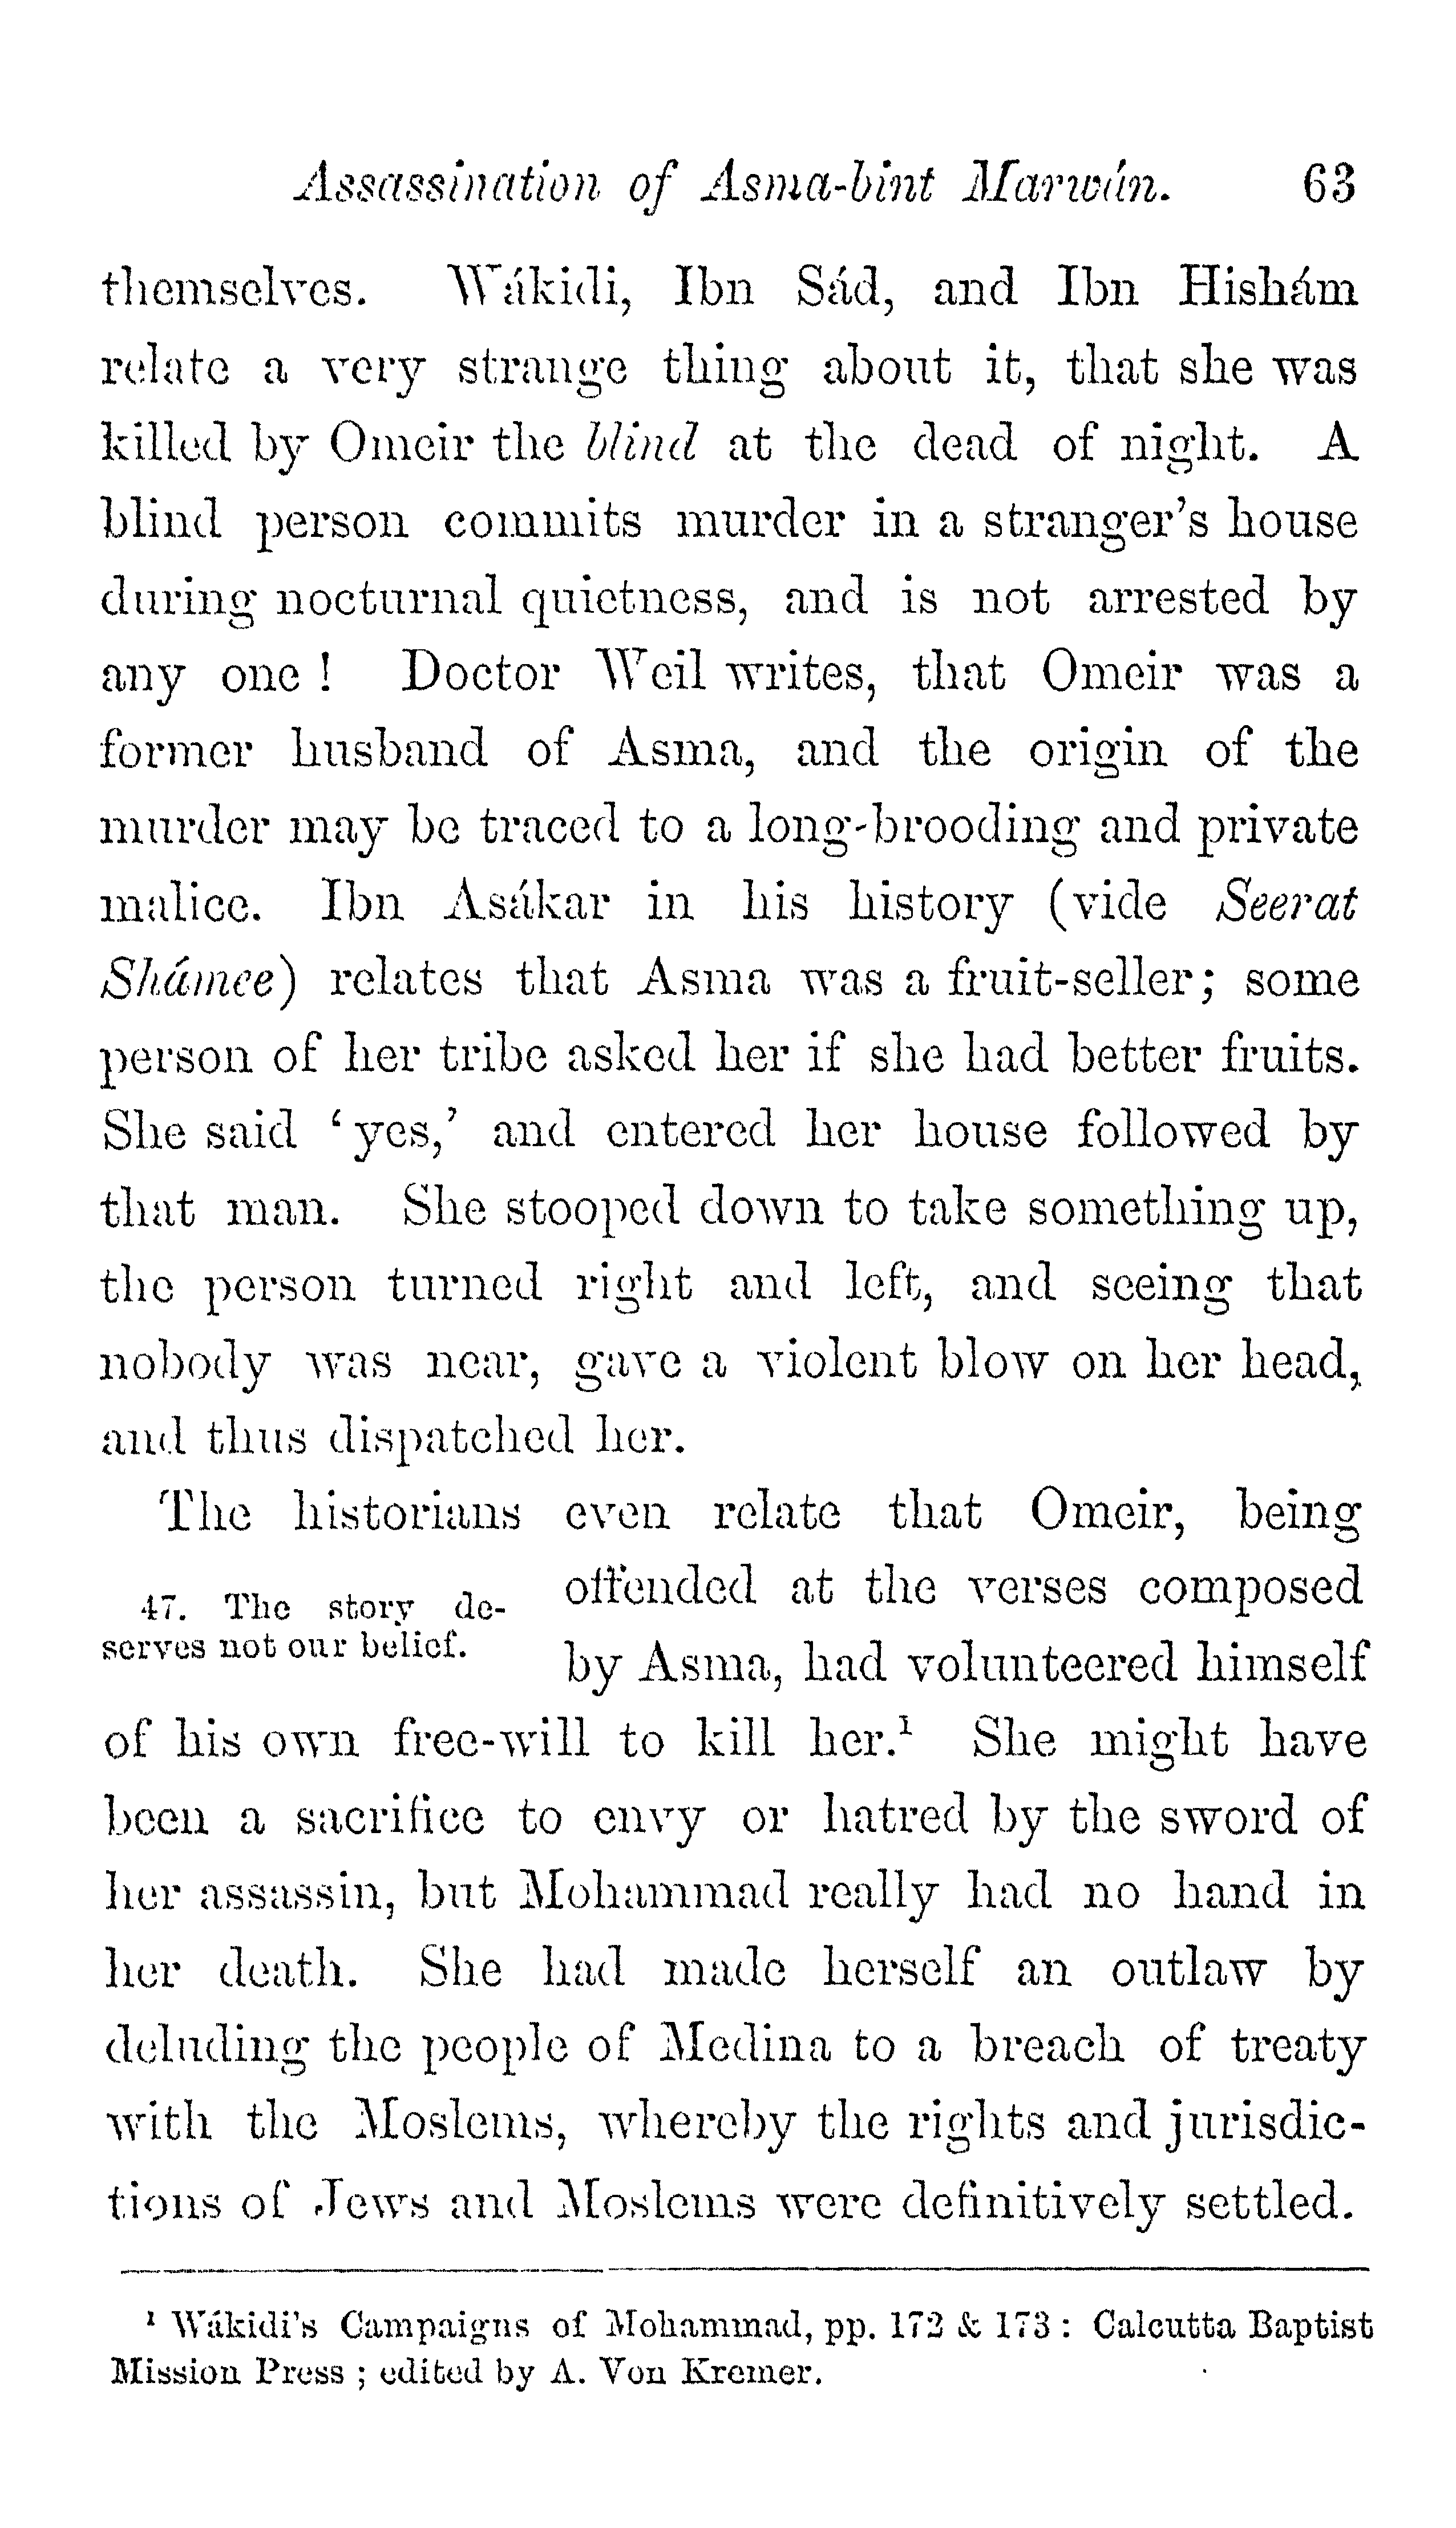 Assassination of Asma-bint Marwán. 63
themselves. Wákidi, Ibn Sád, and Ibn Hishám
relate a very strange thing about it, that she was
killed by Omeir the blind at the dead of night. A
blind person commits murder in a stranger's house
during nocturnal quietness, and is not arrested by
any one ! Doctor Weil writes, that Omeir was a
former husband of Asma, and the origin of the
murder may be traced to a long-brooding and private
malice. Ibn Asákar in his history (vide Seerat
Shámee) relates that Asma was a fruit-seller; some
person of her tribe asked her if she had better fruits.
She said ‘yes,’ and entered her house followed by
that man. She stooped down to take something up,
the person turned right and left, and seeing that
nobody was near, gave a violent blow on her head,
and thus dispatched her.
The historians even relate that Omeir, being
47. The story de-
serves not our belief.
offended at the verses composed
by Asma, had volunteered himself
of his own free-will to kill her.¹ She might have
been a sacrifice to envy or hatred by the sword of
her assassin, but Mohammad really had no hand in
her death. She had made herself an outlaw by
deluding the people of Medina to a breach of treaty
with the Moslems, whereby the rights and jurisdic-
tions of Jews and Moslems were definitively settled.
¹ Wákidi's Campaigns of Mohammad, pp. 172 & 173 : Calcutta Baptist
Mission Press ; edited by A. Von Kremer.